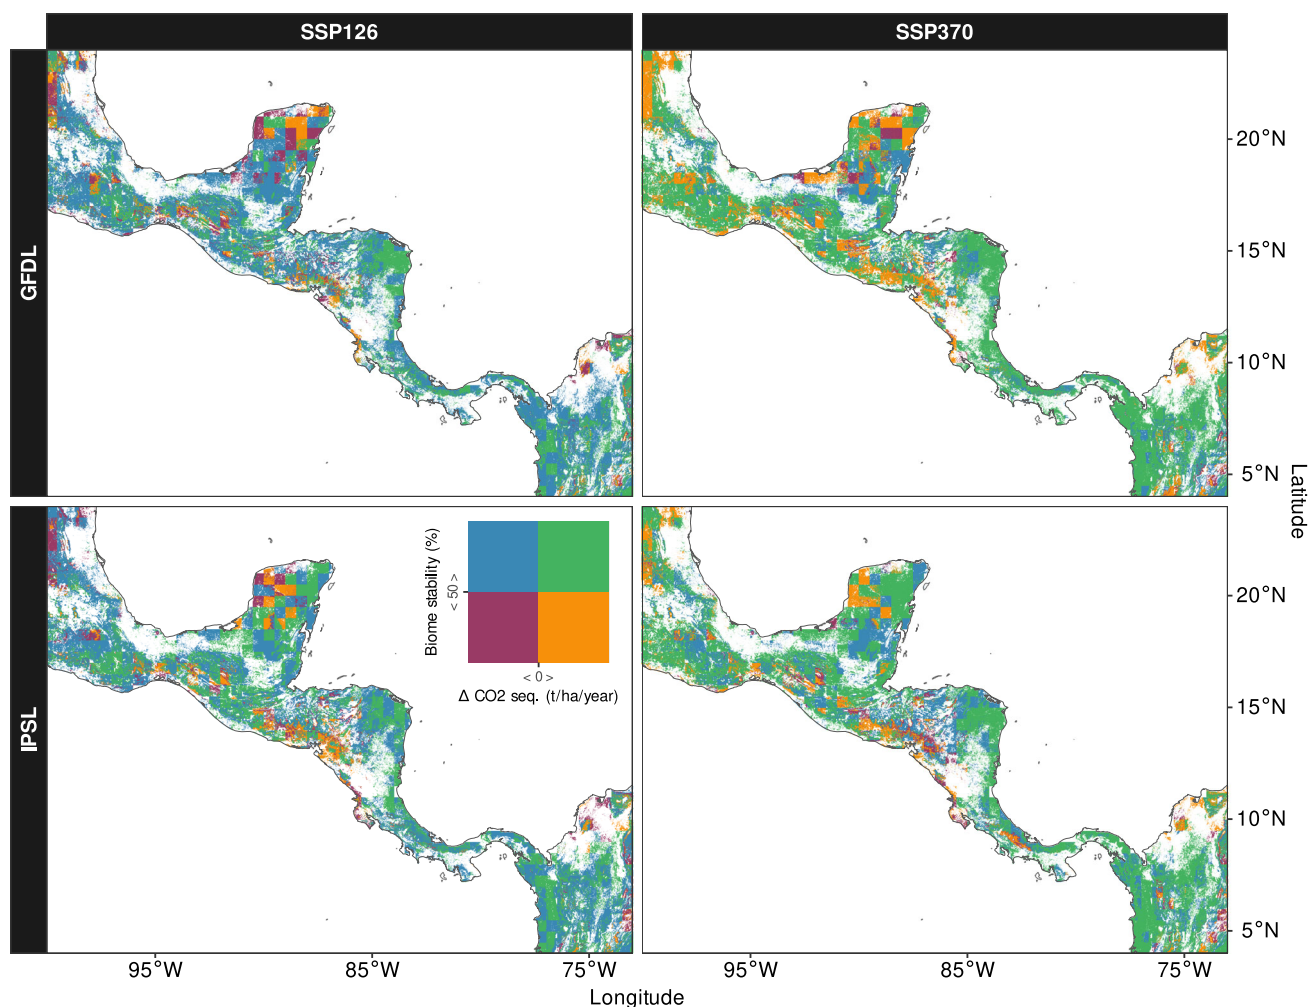 SSP126
SSP370
GFDL
20°N
15°N
10°N
5°N
Latitude
IPSL
Biome stability (%)
< 50 >
< 0 >
Δ CO2 seq. (t/ha/year)
20°N
15°N
10°N
5°N
95°W
85°W
75°W
95°W
85°W
75°W
Longitude